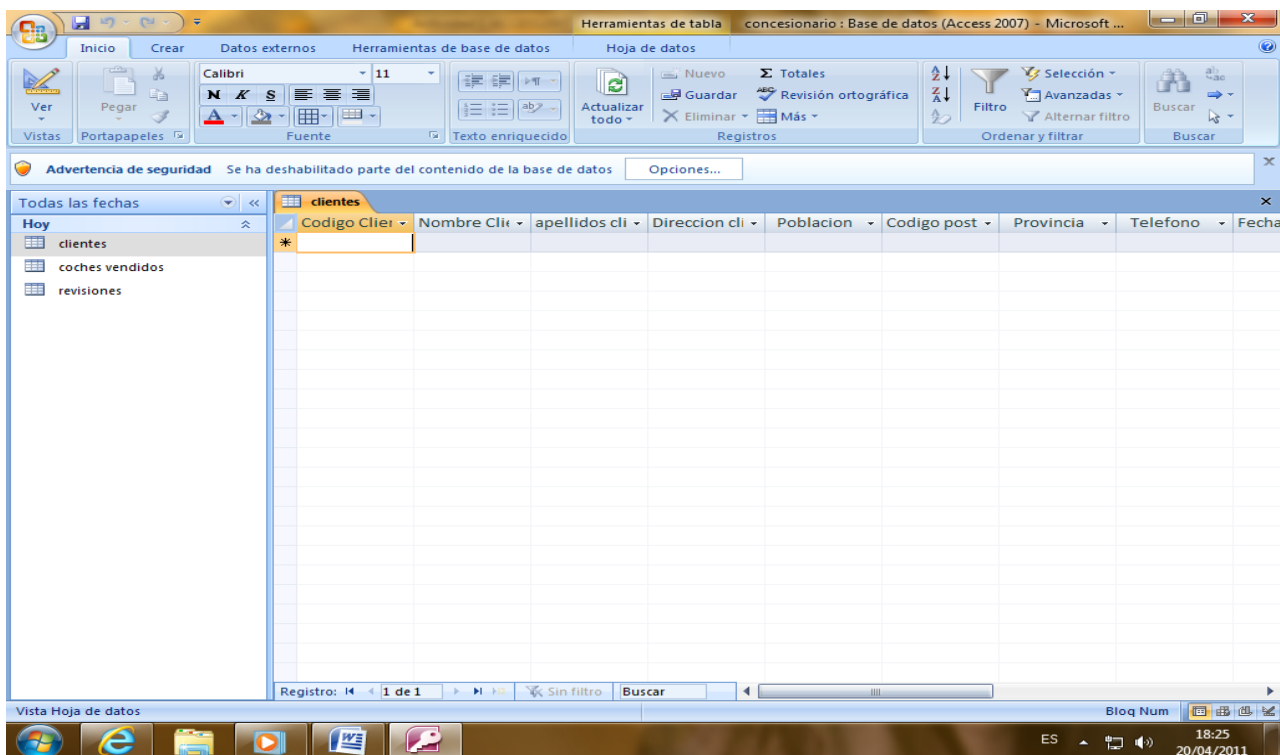 Herramientas de tabla concesionario : Base de datos (Access 2007) - Microsoft ...
Inicio Crear Datos externos Herramientas de base de datos Hoja de datos
Calibri 11
Nuevo Σ Totales
Selección
Ver Pegar
N K S
Actualizar todo
Guardar Revisión ortográfica
Filtro
Avanzadas
Buscar
Eliminar Más
Alternar filtro
Vistas Portapapeles Fuente Texto enriquecido Registros Ordenar y filtrar Buscar
Advertencia de seguridad Se ha deshabilitado parte del contenido de la base de datos Opciones...
Todas las fechas
clientes
Hoy
Codigo Clier Nombre Clie apellidos cli Direccion cli Poblacion Codigo post Provincia Telefono Fecha
clientes
coches vendidos
revisiones
Registro: 1 de 1 Sin filtro Buscar
Vista Hoja de datos Bloq Num
ES 18:25
20/04/2011